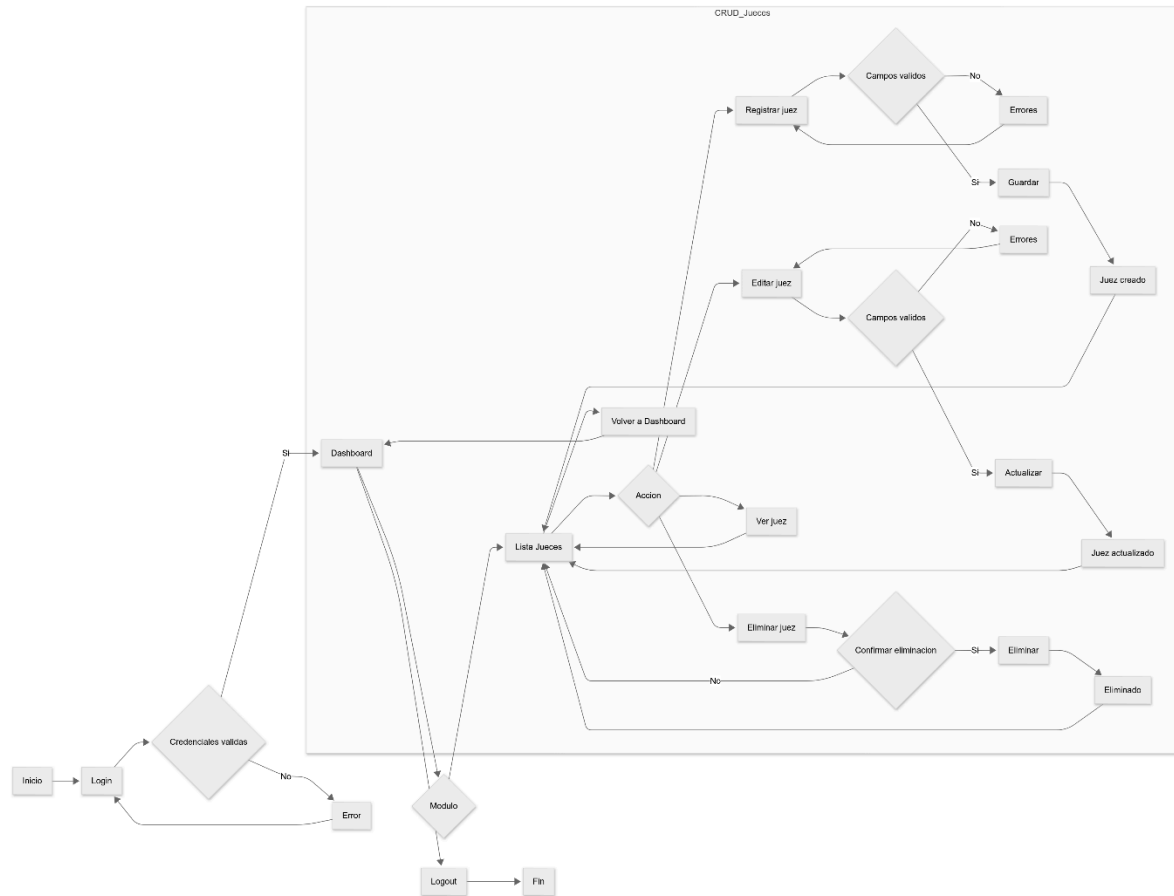 CRUD_Jueces
Campos validos
No
Registrar juez
Errores
Si
Guardar
No
Errores
Editar juez
Juez creado
Campos validos
Volver a Dashboard
Si
Dashboard
Si
Actualizar
Accion
Ver juez
Lista Jueces
Juez actualizado
Eliminar juez
Confirmar eliminacion
Si
Eliminar
No
Eliminado
Credenciales validas
Inicio
Login
No
Error
Modulo
Logout
Fin